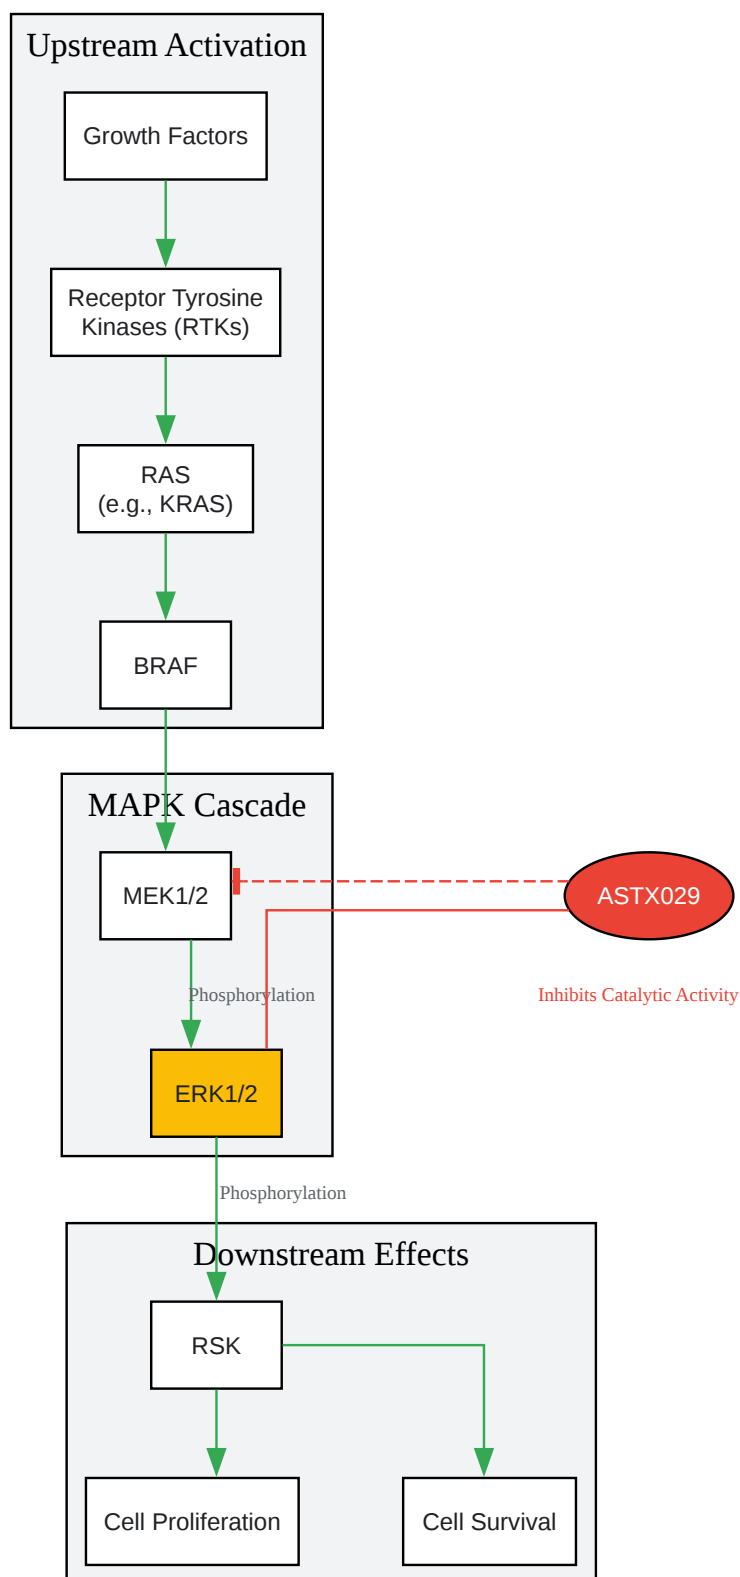 Upstream Activation
Growth Factors
Receptor Tyrosine
Kinases (RTKs)
RAS
(e.g., KRAS)
BRAF
MAPK Cascade
MEK1/2
ASTX029
Phosphorylation
Inhibits Catalytic Activity
ERK1/2
Phosphorylation
Downstream Effects
RSK
Cell Proliferation
Cell Survival